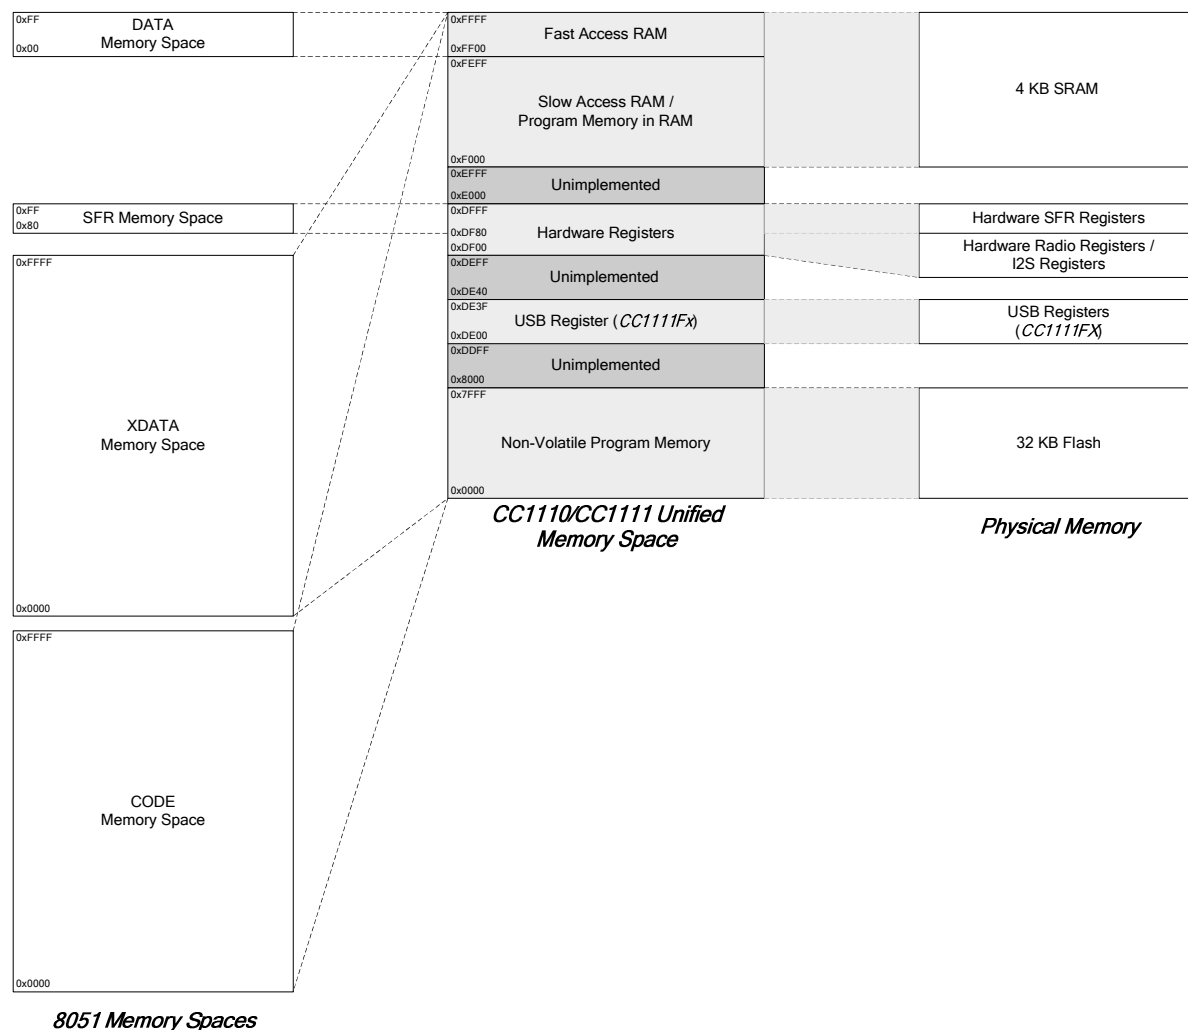 0xFF
DATA
Memory Space
0x00
0xFF
SFR Memory Space
0x80
0xFFFF
XDATA
Memory Space
0x0000
0xFFFF
CODE
Memory Space
0x0000
8051 Memory Spaces
0xFFFF
Fast Access RAM
0xFF00
0xFEFF
Slow Access RAM /
Program Memory in RAM
0xF000
0xEFFF
Unimplemented
0xE000
0xDFFF
Hardware Registers
0xDF80
0xDF00
0xDEFF
Unimplemented
0xDE40
0xDE3F
USB Register (CC1111Fx)
0xDE00
0xDDFF
Unimplemented
0x8000
0x7FFF
Non-Volatile Program Memory
0x0000
CC1110/CC1111 Unified
Memory Space
4 KB SRAM
Hardware SFR Registers
Hardware Radio Registers /
I2S Registers
USB Registers
(CC1111FX)
32 KB Flash
Physical Memory